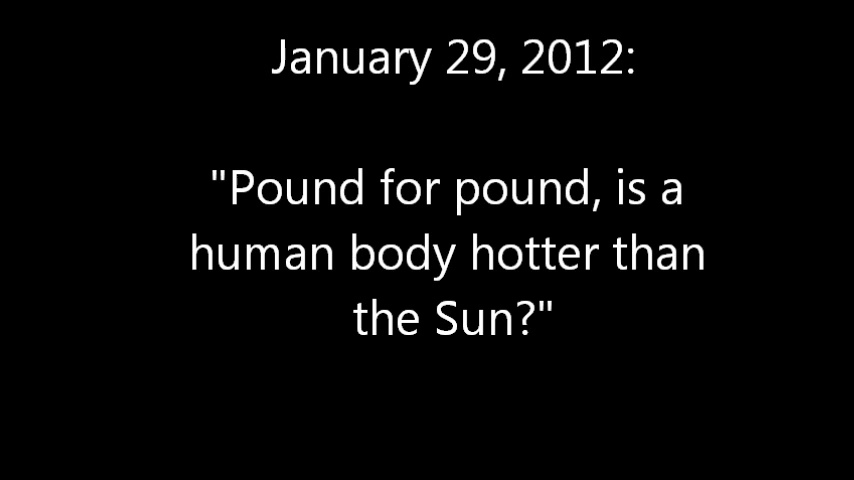 January 29, 2012:
"Pound for pound, is a
human body hotter than
the Sun?"